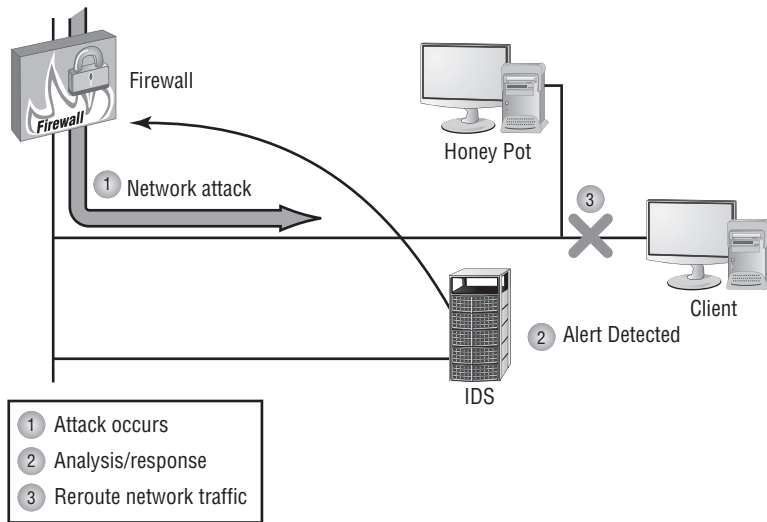 Firewall
Firewall
1 Network attack
Honey Pot
3
Client
2 Alert Detected
IDS
1 Attack occurs
2 Analysis/response
3 Reroute network traffic